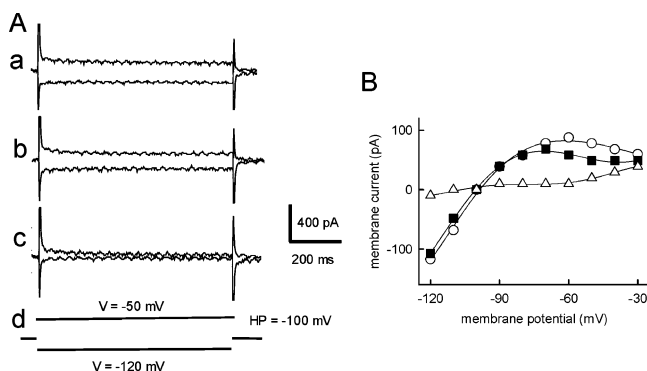 A
a
b
c
400 pA
200 ms
V = -50 mV
d
HP = -100 mV
V = -120 mV
B
membrane current (pA)
100
0
-100
-120
-90
-60
-30
membrane potential (mV)